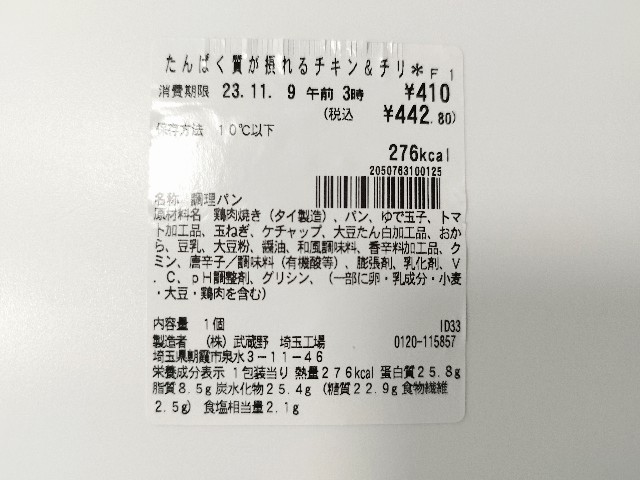 たんぱく質が摂れるチキン&チリ* F 1
消費期限 23.11. 9 午前 3時 ¥410
(税込 ¥442.80)
保存方法 10℃以下
276kcal
2050763100125
名称 調理パン
原材料名 鶏肉焼き(タイ製造)、パン、ゆで玉子、トマ
ト加工品、玉ねぎ、ケチャップ、大豆たん白加工品、おか
ら、豆乳、大豆粉、醤油、和風調味料、香辛料加工品、ク
ミン、唐辛子/調味料(有機酸等)、膨張剤、乳化剤、V
.C、pH調整剤、グリシン、(一部に卵・乳成分・小麦
・大豆・鶏肉を含む)
内容量 1個 ID33
製造者 (株)武蔵野 埼玉工場 0120-115857
埼玉県朝霞市泉水3-11-46
栄養成分表示 1包装当り 熱量276kcal 蛋白質25.8g
脂質8.5g 炭水化物25.4g (糖質22.9g 食物繊維
2.5g) 食塩相当量2.1g